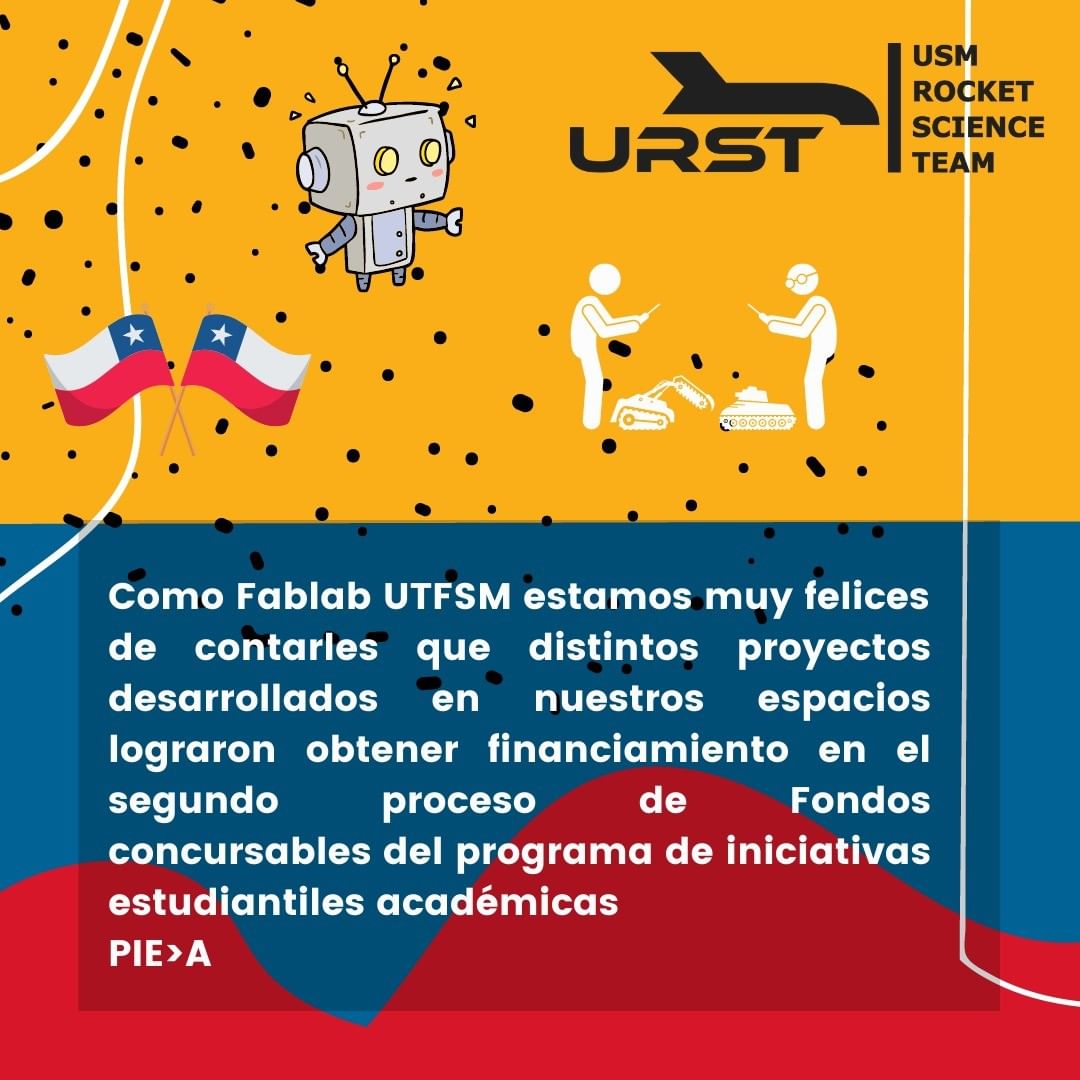 URST
USM
ROCKET
SCIENCE
TEAM
Como Fablab UTFSM estamos muy felices
de contarles que distintos proyectos
desarrollados en nuestros espacios
lograron obtener financiamiento en el
segundo proceso de Fondos
concursables del programa de iniciativas
estudiantiles académicas
PIE>A